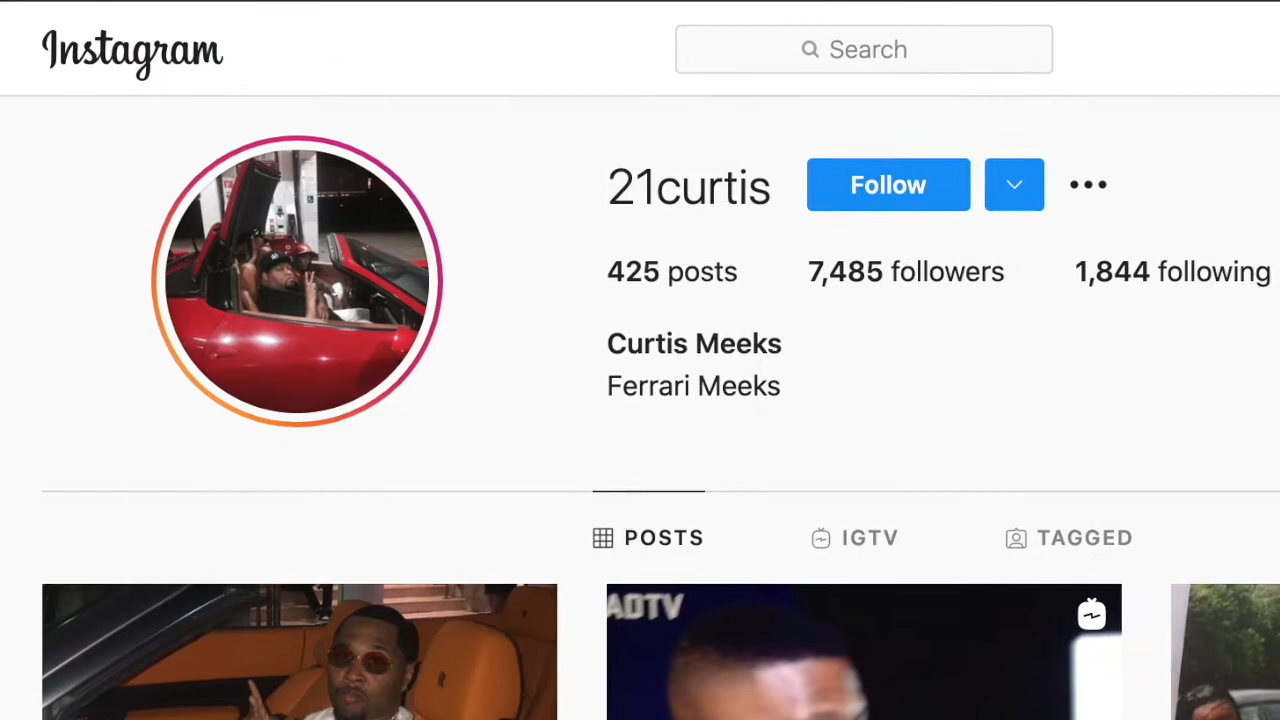 Instagram
Search
21curtis
Follow
425 posts 7,485 followers 1,844 following
Curtis Meeks
Ferrari Meeks
POSTS IGTV TAGGED
ADTV